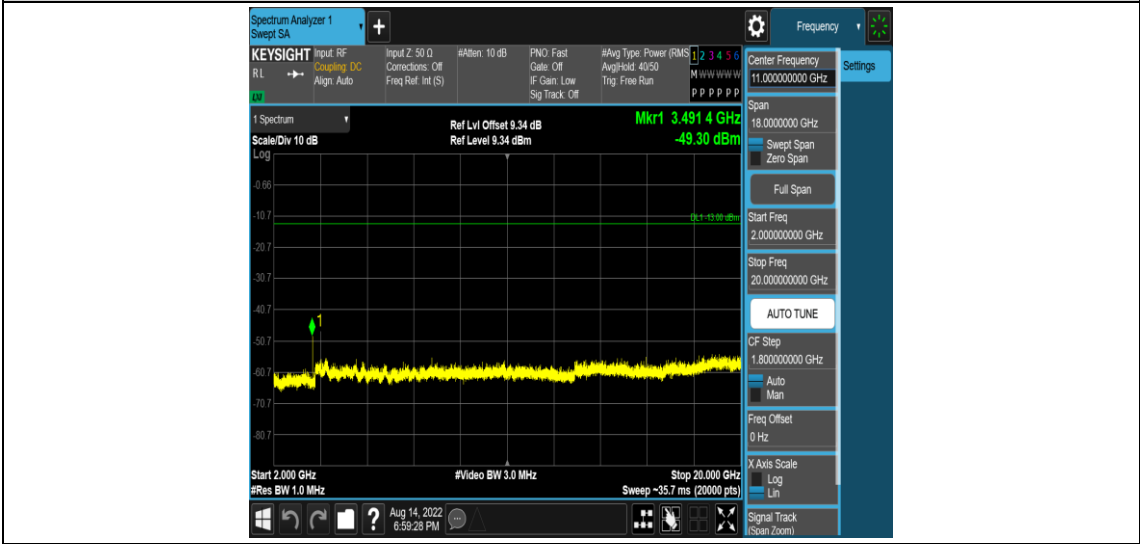 Spectrum Analyzer 1
Swept SA
+
Frequency
KEYSIGHT
RL
Input: RF
Coupling: DC
Align: Auto
Input Z: 50 Ω
Corrections: Off
Freq Ref: Int (S)
#Atten: 10 dB
PNO: Fast
Gate: Off
IF Gain: Low
Sig Track: Off
#Avg Type: Power (RMS
Avg|Hold: 40/50
Trig: Free Run
1 2 3 4 5 6
M W W W W W
P P P P P P
1 Spectrum
Scale/Div 10 dB
Log
Ref Lvl Offset 9.34 dB
Ref Level 9.34 dBm
Mkr1 3.491 4 GHz
-49.30 dBm
-0.66
-10.7
DL1 -13.00 dBm
-20.7
-30.7
-40.7
1
-50.7
-60.7
-70.7
-80.7
Start 2.000 GHz
#Res BW 1.0 MHz
#Video BW 3.0 MHz
Stop 20.000 GHz
Sweep ~35.7 ms (20000 pts)
?
Aug 14, 2022
6:59:28 PM
Center Frequency
11.000000000 GHz
Settings
Span
18.0000000 GHz
Swept Span
Zero Span
Full Span
Start Freq
2.000000000 GHz
Stop Freq
20.000000000 GHz
AUTO TUNE
CF Step
1.800000000 GHz
Auto
Man
Freq Offset
0 Hz
X Axis Scale
Log
Lin
Signal Track
(Span Zoom)